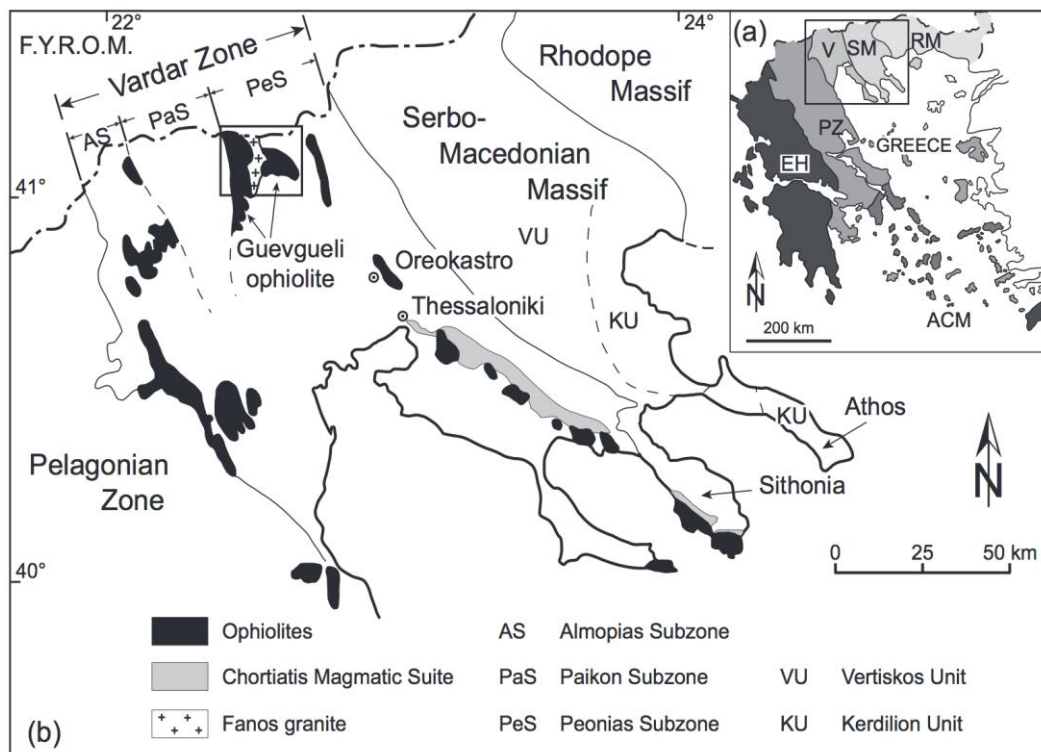 22°
24°
F.Y.R.O.M.
Vardar Zone
AS
PaS
PeS
Rhodope
Massif
Serbo-
Macedonian
Massif
41°
VU
Guevgueli
ophiolite
Oreokastro
Thessaloniki
KU
KU
Athos
Sithonia
Pelagonian
Zone
N
0 25 50 km
40°
(a)
V
SM
RM
PZ
GREECE
EH
N
ACM
200 km
Ophiolites
AS Almopias Subzone
Chortiatis Magmatic Suite
PaS Paikon Subzone
VU Vertiskos Unit
Fanos granite
PeS Peonias Subzone
KU Kerdilion Unit
(b)